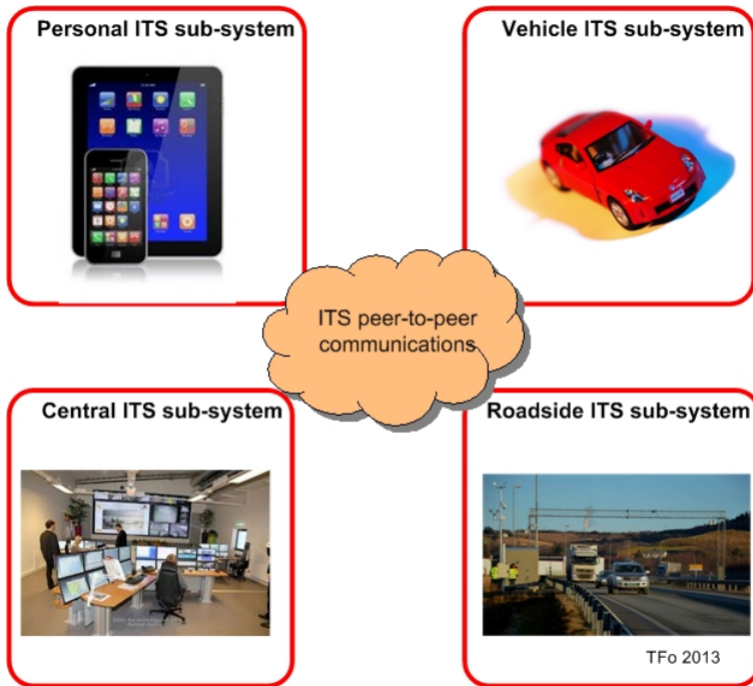 Personal ITS sub-system
Vehicle ITS sub-system
ITS peer-to-peer
communications
Central ITS sub-system
Roadside ITS sub-system
TFo 2013